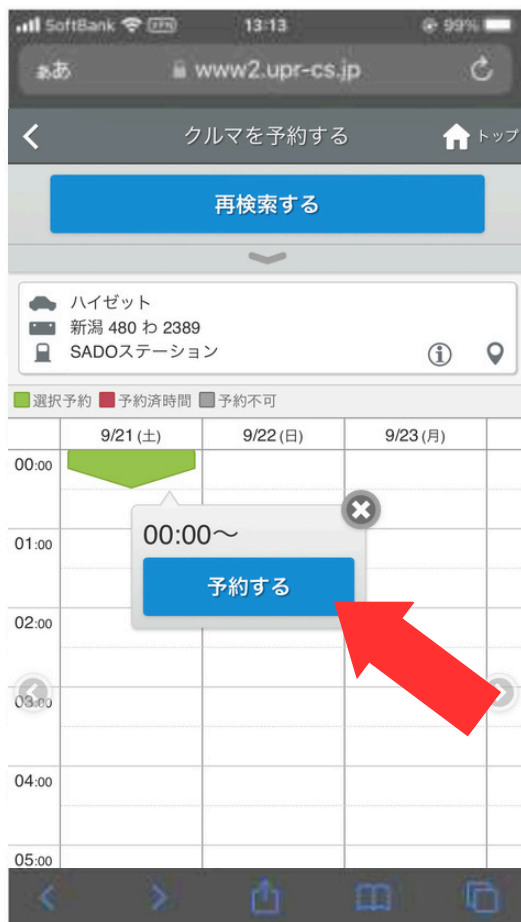 SoftBank VPN 13:13 99%
ああ www2.upr-cs.jp
クルマを予約する トップ
再検索する
ハイゼット
新潟 480 わ 2389
SADOステーション
選択予約 予約済時間 予約不可
9/21(土) 9/22(日) 9/23(月)
00:00
00:00〜
01:00
予約する
02:00
03:00
04:00
05:00